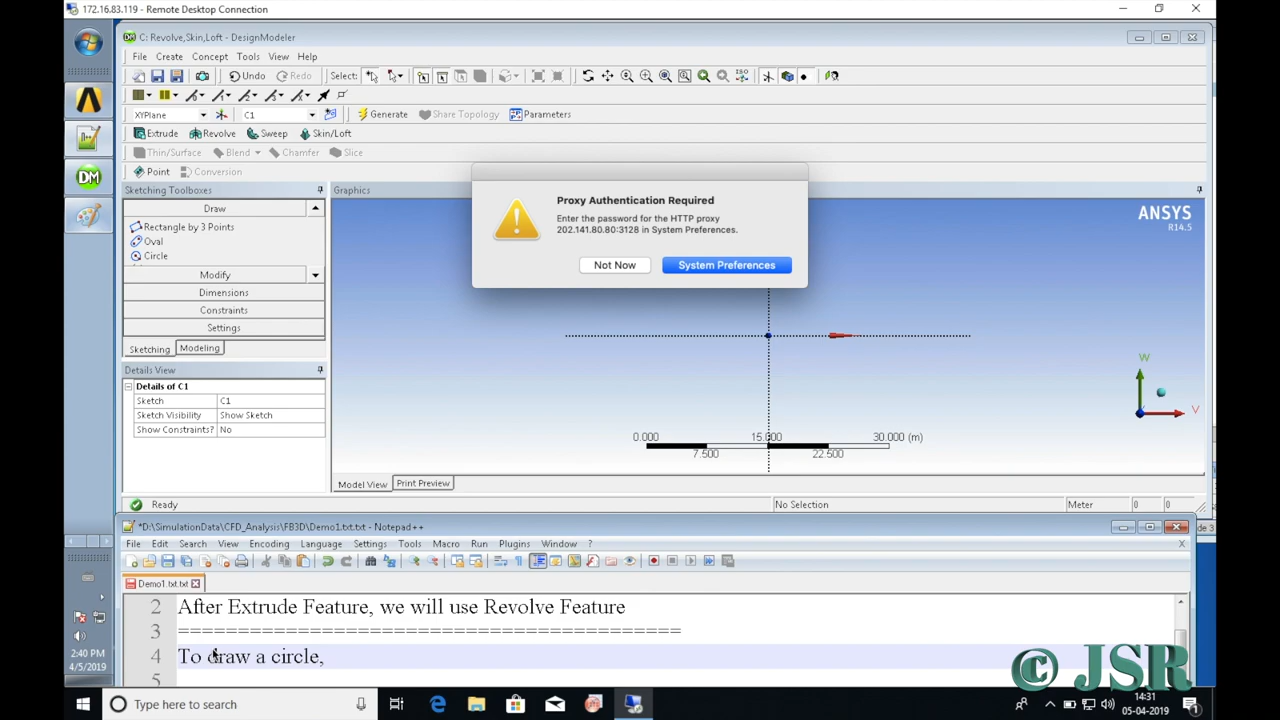 172.16.83.119 - Remote Desktop Connection
DM C: Revolve,Skin,Loft - DesignModeler
File Create Concept Tools View Help
Undo Redo Select: ISO
XYPlane C1 Generate Share Topology Parameters
Extrude Revolve Sweep Skin/Loft
Thin/Surface Blend Chamfer Slice
Point Conversion
Sketching Toolboxes
Draw
Rectangle by 3 Points
Oval
Circle
Modify
Dimensions
Constraints
Settings
Sketching Modeling
Details View
Details of C1
Sketch C1
Sketch Visibility Show Sketch
Show Constraints? No
Graphics
ANSYS
R14.5
Proxy Authentication Required
Enter the password for the HTTP proxy
202.141.80.80:3128 in System Preferences.
Not Now System Preferences
W
V
0.000 15.000 30.000 (m)
7.500 22.500
Model View Print Preview
Ready No Selection Meter 0 0
*D:\SimulationData\CFD_Analysis\FB3D\Demo1.txt.txt - Notepad++
de 3
File Edit Search View Encoding Language Settings Tools Macro Run Plugins Window ? X
Demo1.txt.txt
2 After Extrude Feature, we will use Revolve Feature
3 ==========================================
4 To draw a circle,
5
DM
2:40 PM
4/5/2019
© JSR
Type here to search
14:31
05-04-2019
1